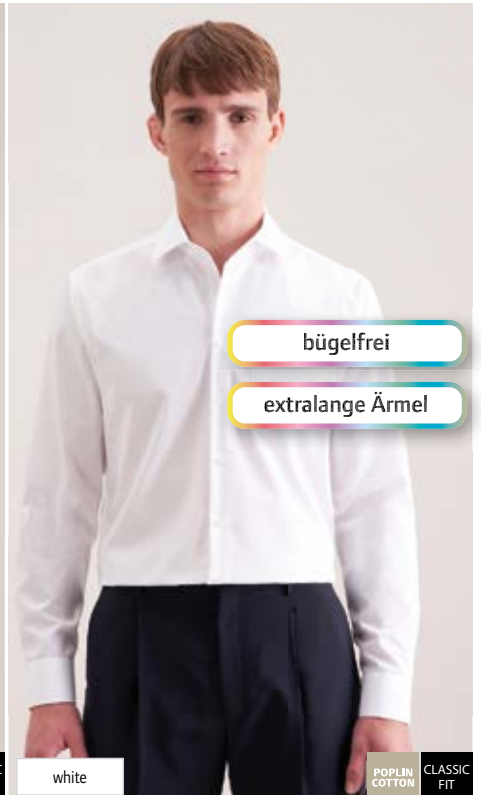 bügelfrei
extralange Ärmel
white
POPLIN
COTTON
CLASSIC
FIT